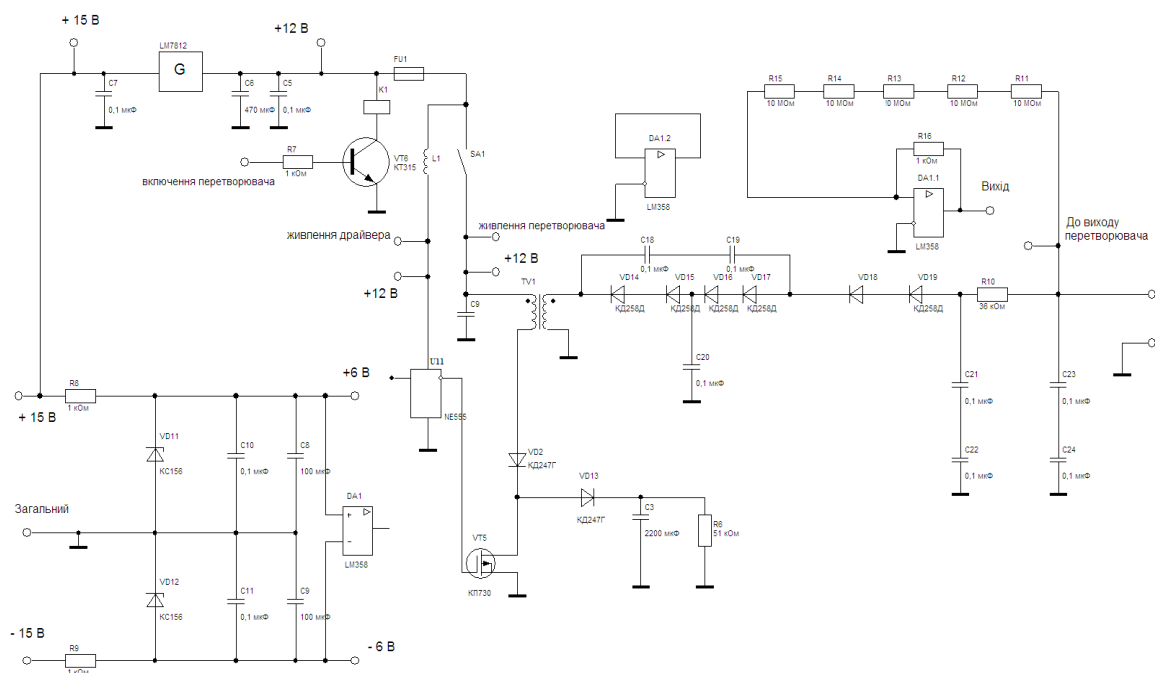 + 15 В
+12 В
LM7812
G
C7
0,1 мкФ
C6
470 мкФ
C5
0,1 мкФ
K1
FU1
R7
1 кОм
VT6
КТ315
L1
SA1
включення перетворювача
DA1.2
LM358
R15
10 МОм
R14
10 МОм
R13
R12
10 МОм
R11
10 МОм
R16
1 кОм
DA1.1
LM358
Вихід
До виходу
перетворювача
живлення драйвера
живлення перетворювача
+12 В
+12 В
C9
TV1
C18
0,1 мкФ
C19
0,1 мкФ
VD14
КД258Д
VD15
КД258Д
VD16
КД258Д
VD17
КД258Д
VD18
VD19
КД258Д
R10
36 кОм
C20
0,1 мкФ
C21
0,1 мкФ
C22
0,1 мкФ
C23
0,1 мкФ
C24
0,1 мкФ
U11
NE555
R8
1 кОм
+6 В
+ 15 В
VD11
КС156
C10
0,1 мкФ
C8
100 мкФ
DA1
+
−
LM358
Загальний
VD12
КС156
C11
0,1 мкФ
C9
100 мкФ
- 15 В
R9
1 кОм
- 6 В
VD2
КД247Г
VD13
КД247Г
C3
2200 мкФ
R6
51 кОм
VT5
КП730